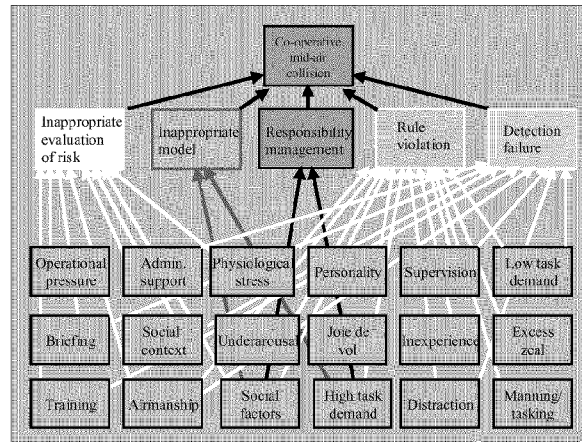 Co-operative
mid-air
collision
Inappropriate
evaluation
of risk
Inappropriate
model
Responsibility
management
Rule
violation
Detection
failure
Operational
pressure
Admin.
support
Physiological
stress
Personality
Supervision
Low task
demand
Briefing
Social
context
Underarousal
Joie de
vol
Inexperience
Excess
zeal
Training
Airmanship
Social
factors
High task
demand
Distraction
Manning/
tasking